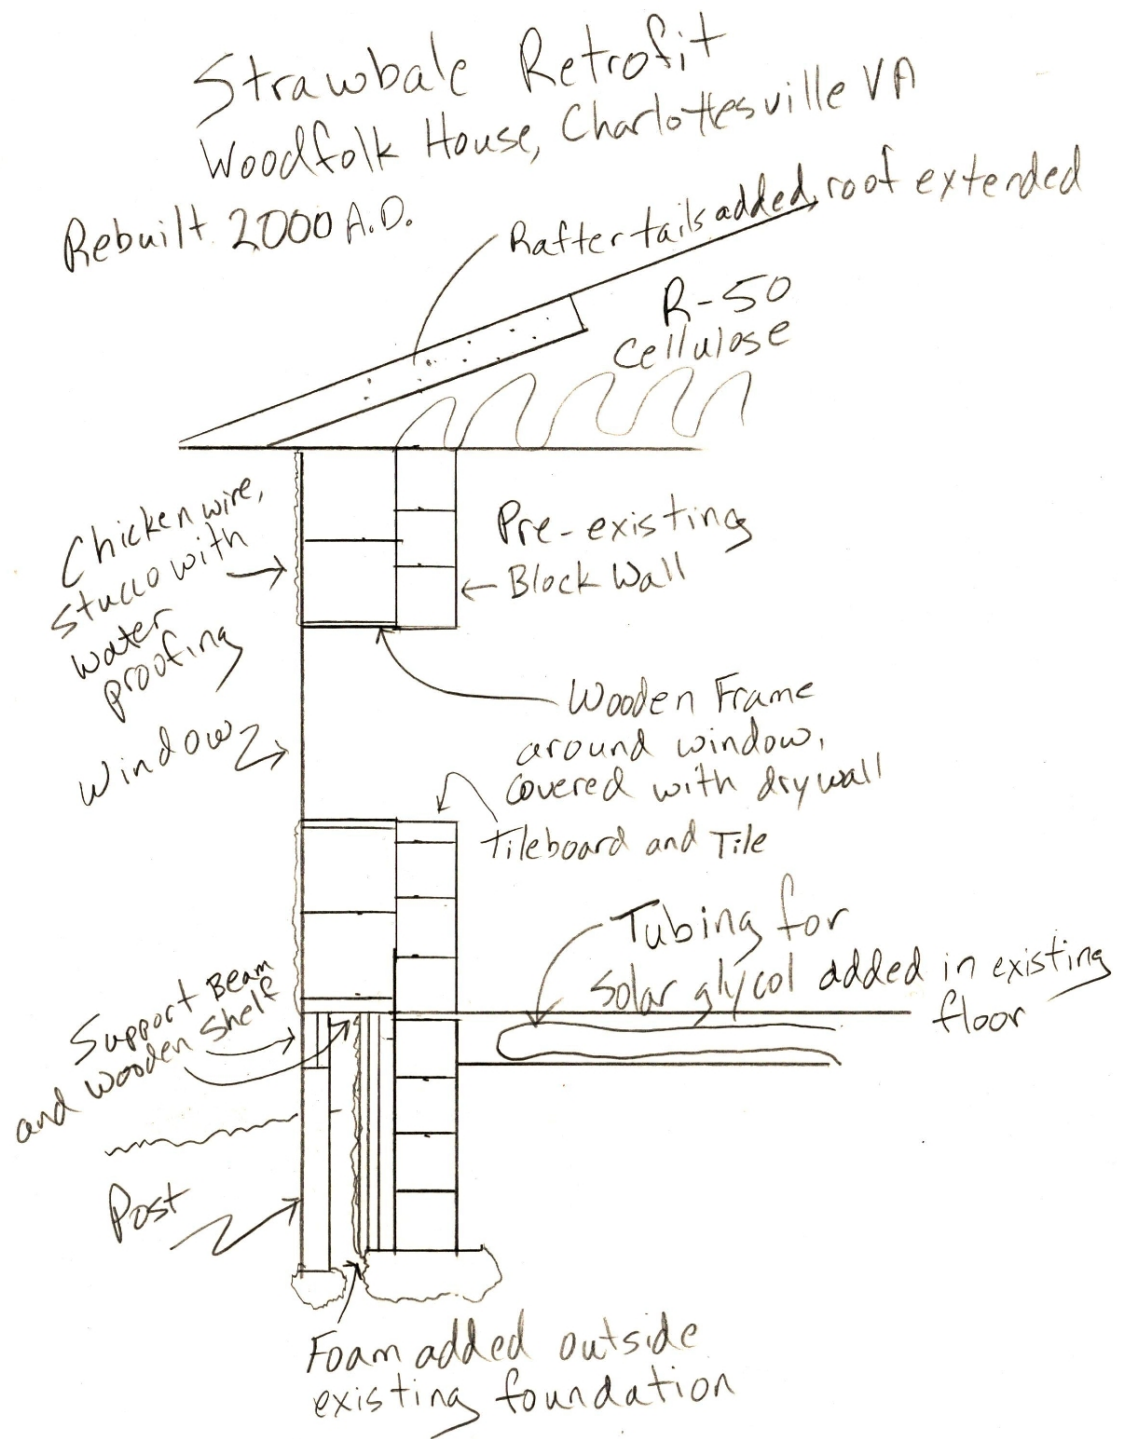 Strawbale Retrofit
Woodfolk House, Charlottesville VA
Rebuilt 2000 A.D.
Rafter tails added, roof extended
R-50
Cellulose
Chicken wire,
stucco with
water
proofing
Pre-existing
Block Wall
Window
Wooden Frame
around window,
covered with drywall
tileboard and Tile
Tubing for
Solar glycol added in existing
floor
Support Beam
and wooden shelf
Post
Foam added outside
existing foundation